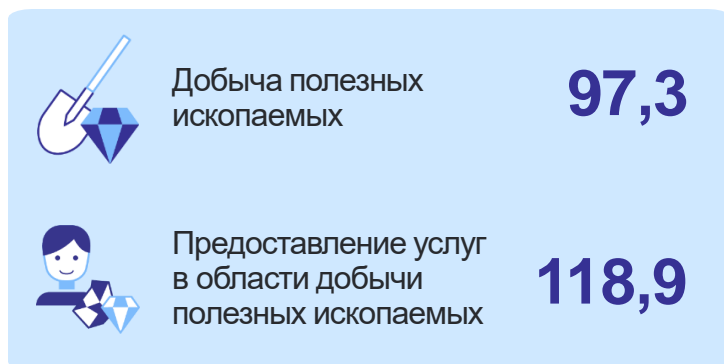 Добыча полезных
ископаемых
97,3
Предоставление услуг
в области добычи
полезных ископаемых
118,9